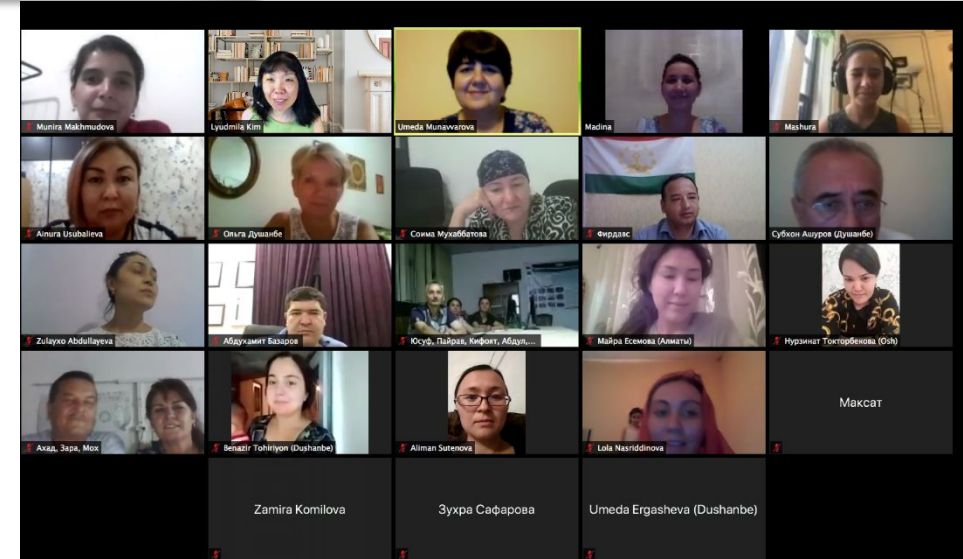 Munira Makhmudova
Lyudmila Kim
Umeda Munavvarova
Madina
Mashura
Ainura Usubalieva
Ольга Душанбе
Соима Мухаббатова
Фирдавс
Субхон Ашуров (Душанбе)
Zulayxo Abdullayeva
Абдухамит Базаров
Юсуф, Пайрав, Кифоят, Абдул,...
Майра Есемова (Алматы)
Нурзинат Токторбекова (Osh)
Ахад, Зара, Мох
Benazir Tohiriyon (Dushanbe)
Aliman Sutenova
Lola Nasriddinova
Максат
Zamira Komilova
Зухра Сафарова
Umeda Ergasheva (Dushanbe)